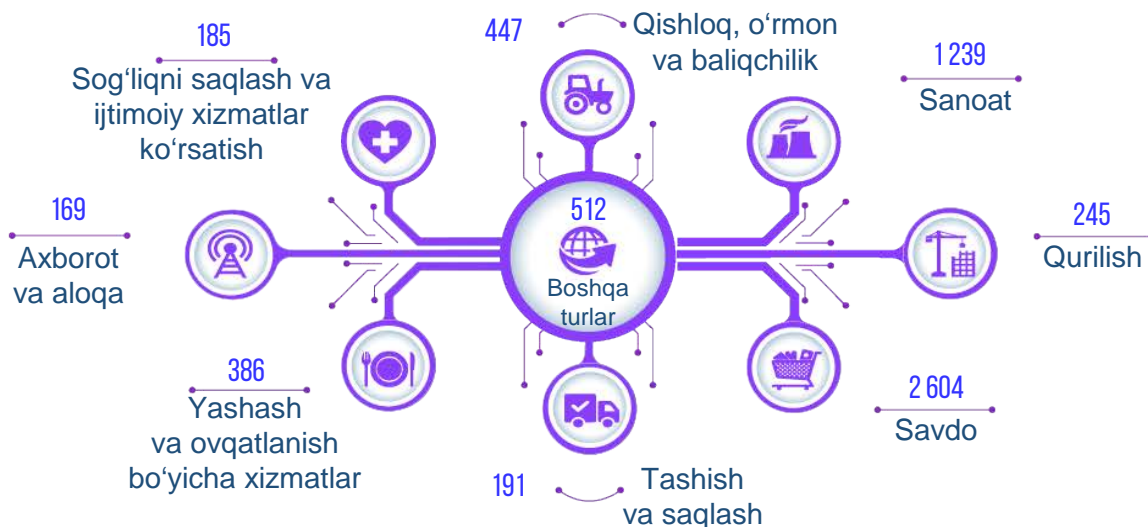 185
Sog‘liqni saqlash va
ijtimoiy xizmatlar
ko‘rsatish
447
Qishloq, o‘rmon
va baliqchilik
1 239
Sanoat
169
Axborot
va aloqa
512
Boshqa
turlar
245
Qurilish
386
Yashash
va ovqatlanish
bo‘yicha xizmatlar
191
Tashish
va saqlash
2 604
Savdo